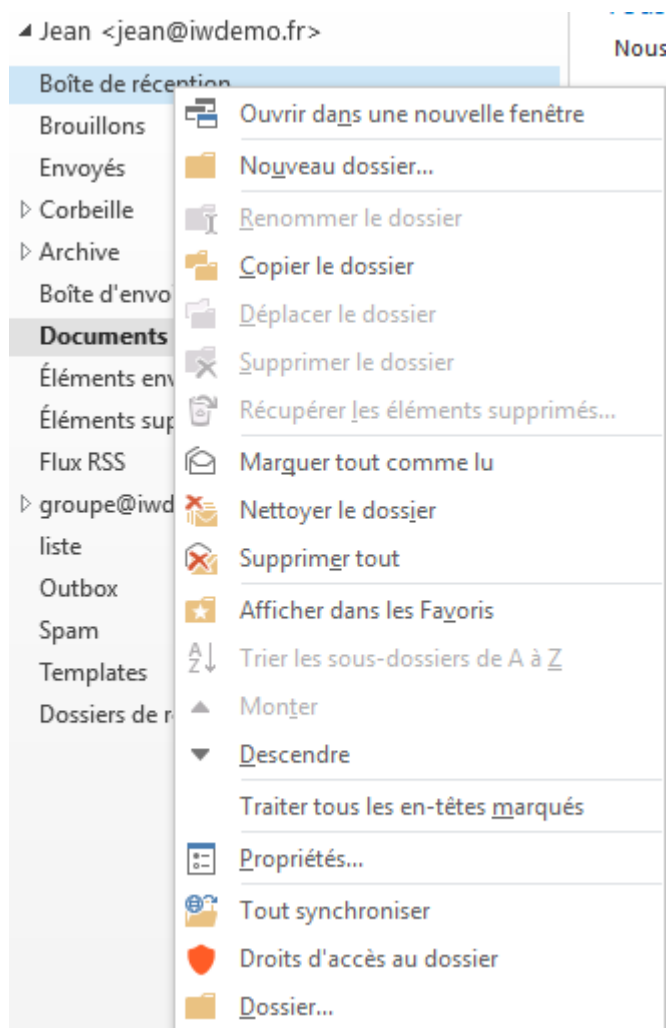 Jean <jean@iwdemo.fr>
Nous
Boîte de réception
Brouillons
Envoyés
Corbeille
Archive
Boîte d'envo
Documents
Éléments env
Éléments sup
Flux RSS
groupe@iwd
liste
Outbox
Spam
Templates
Dossiers de r
Ouvrir dans une nouvelle fenêtre
Nouveau dossier...
Renommer le dossier
Copier le dossier
Déplacer le dossier
Supprimer le dossier
Récupérer les éléments supprimés...
Marquer tout comme lu
Nettoyer le dossier
Supprimer tout
Afficher dans les Favoris
Trier les sous-dossiers de A à Z
Monter
Descendre
Traiter tous les en-têtes marqués
Propriétés...
Tout synchroniser
Droits d'accès au dossier
Dossier...